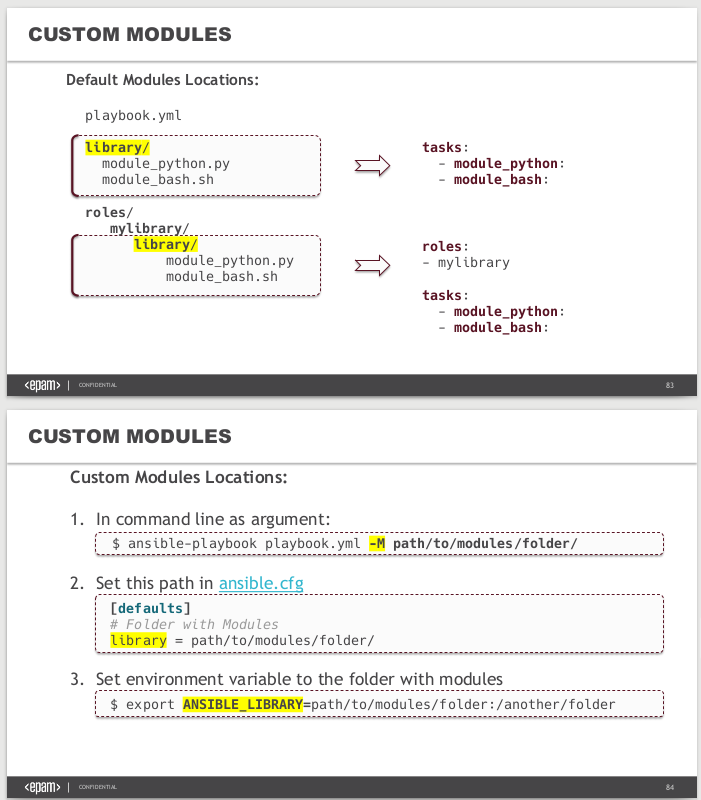 CUSTOM MODULES
Default Modules Locations:
playbook.yml
library/
module_python.py
module_bash.sh
tasks:
- module_python:
- module_bash:
roles/
mylibrary/
library/
module_python.py
module_bash.sh
roles:
- mylibrary
tasks:
- module_python:
- module_bash:
<epam> | CONFIDENTIAL 83
CUSTOM MODULES
Custom Modules Locations:
1. In command line as argument:
$ ansible-playbook playbook.yml -M path/to/modules/folder/
2. Set this path in ansible.cfg
[defaults]
# Folder with Modules
library = path/to/modules/folder/
3. Set environment variable to the folder with modules
$ export ANSIBLE_LIBRARY=path/to/modules/folder:/another/folder
<epam> | CONFIDENTIAL 84